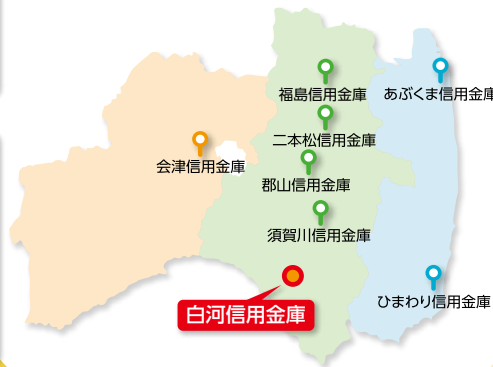 福島信用金庫
あぶくま信用金庫
二本松信用金庫
会津信用金庫
郡山信用金庫
須賀川信用金庫
ひまわり信用金庫
白河信用金庫